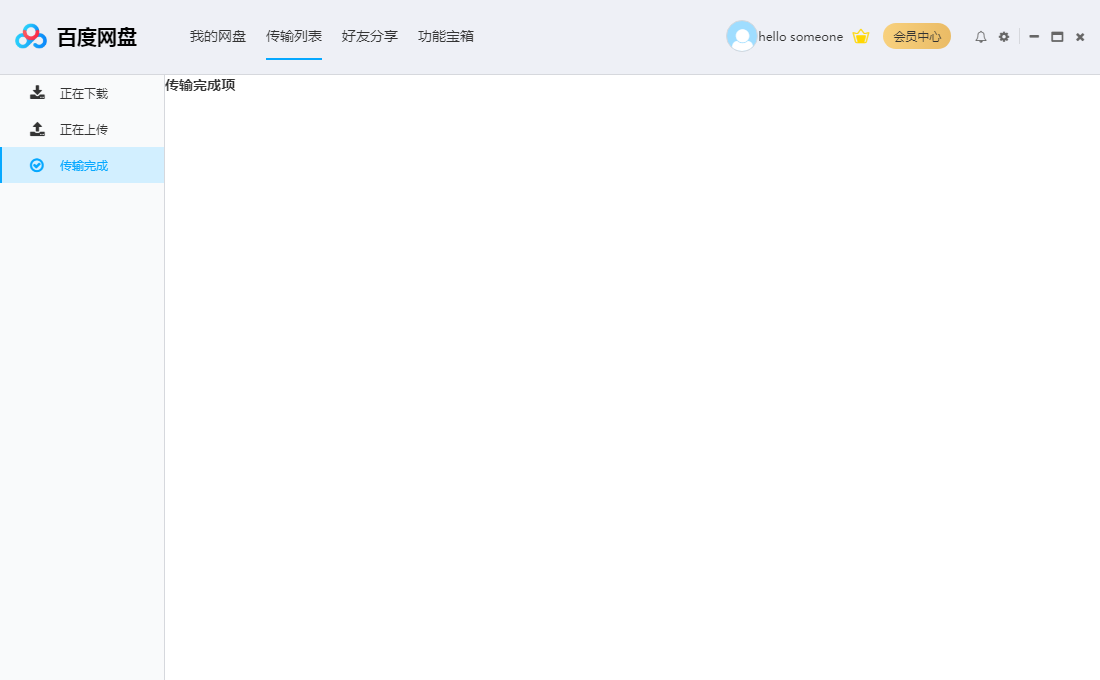 百度网盘
我的网盘 传输列表 好友分享 功能宝箱
hello someone
会员中心
正在下载
正在上传
传输完成
传输完成项